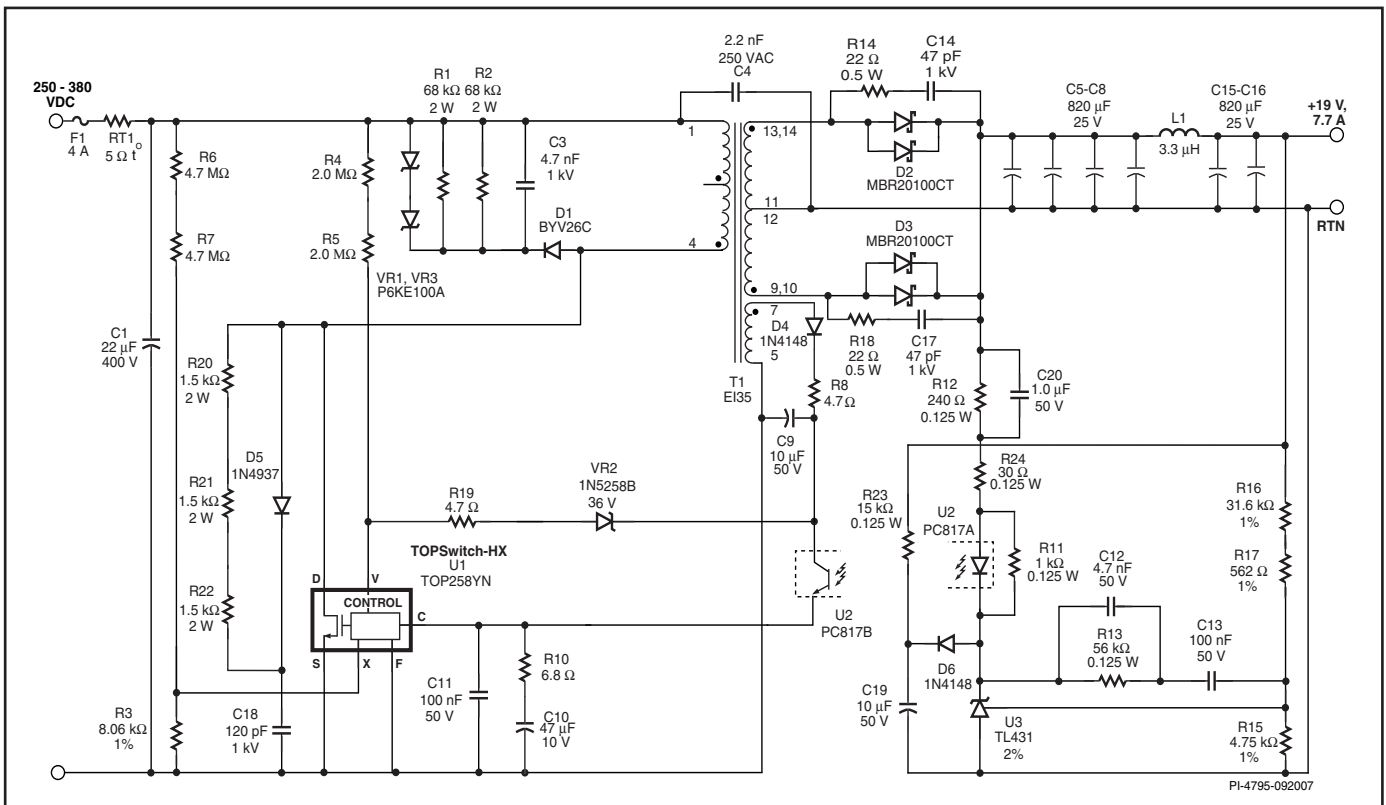 250 - 380
VDC
F1
4 A
RT1
5 Ω
t°
C1
22 µF
400 V
R6
4.7 MΩ
R7
4.7 MΩ
R3
8.06 kΩ
1%
R4
2.0 MΩ
R5
2.0 MΩ
VR1, VR3
P6KE100A
R1
68 kΩ
2 W
R2
68 kΩ
2 W
C3
4.7 nF
1 kV
D1
BYV26C
R20
1.5 kΩ
2 W
R21
1.5 kΩ
2 W
R22
1.5 kΩ
2 W
D5
1N4937
C18
120 pF
1 kV
2.2 nF
250 VAC
C4
1
4
13,14
11
12
9,10
7
5
T1
EI35
R14
22 Ω
0.5 W
C14
47 pF
1 kV
D2
MBR20100CT
D3
MBR20100CT
D4
1N4148
R18
22 Ω
0.5 W
C17
47 pF
1 kV
R8
4.7 Ω
C9
10 µF
50 V
C5-C8
820 µF
25 V
L1
3.3 µH
C15-C16
820 µF
25 V
+19 V,
7.7 A
RTN
R12
240 Ω
0.125 W
C20
1.0 µF
50 V
R24
30 Ω
0.125 W
R19
4.7 Ω
VR2
1N5258B
36 V
TOPSwitch-HX
U1
TOP258YN
D
V
CONTROL
C
S
X
F
U2
PC817B
C11
100 nF
50 V
R10
6.8 Ω
C10
47 µF
10 V
R23
15 kΩ
0.125 W
U2
PC817A
R11
1 kΩ
0.125 W
C12
4.7 nF
50 V
R13
56 kΩ
0.125 W
C13
100 nF
50 V
R16
31.6 kΩ
1%
R17
562 Ω
1%
D6
1N4148
C19
10 µF
50 V
U3
TL431
2%
R15
4.75 kΩ
1%
PI-4795-092007